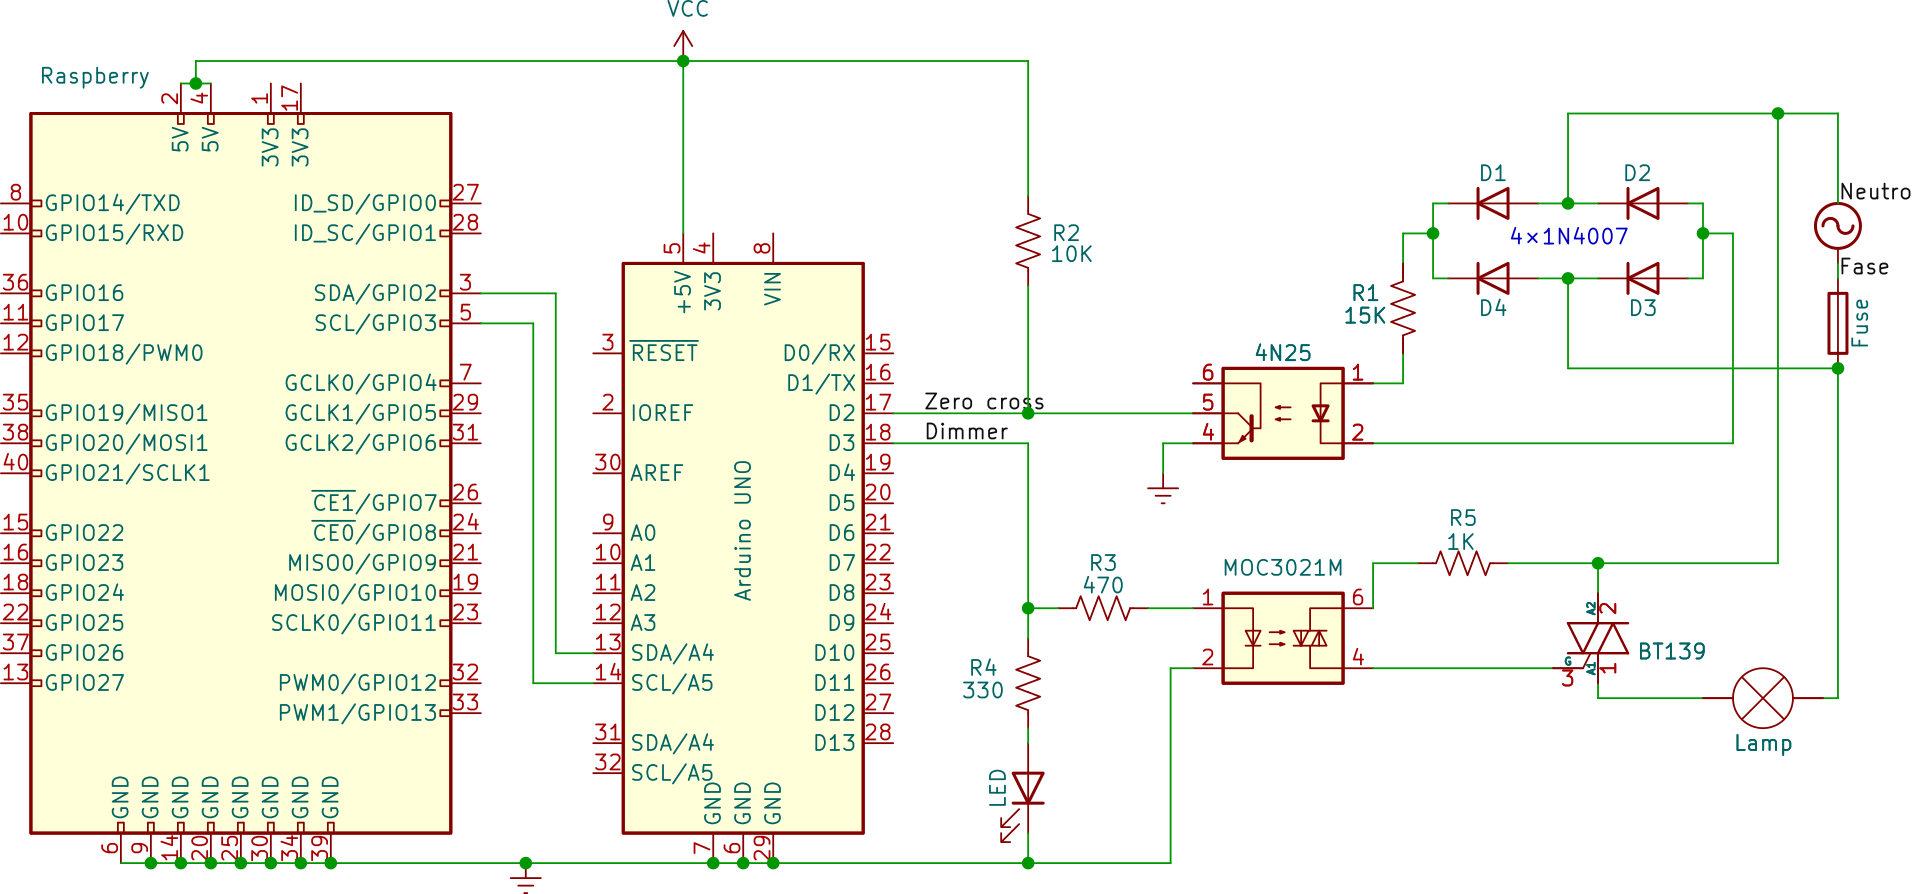 VCC
Raspberry
2
4
1
17
5V
5V
3V3
3V3
8 GPIO14/TXD
10 GPIO15/RXD
36 GPIO16
11 GPIO17
12 GPIO18/PWM0
35 GPIO19/MISO1
38 GPIO20/MOSI1
40 GPIO21/SCLK1
15 GPIO22
16 GPIO23
18 GPIO24
22 GPIO25
37 GPIO26
13 GPIO27
ID_SD/GPIO0 27
ID_SC/GPIO1 28
SDA/GPIO2 3
SCL/GPIO3 5
GCLK0/GPIO4 7
GCLK1/GPIO5 29
GCLK2/GPIO6 31
CE1/GPIO7 26
CE0/GPIO8 24
MISO0/GPIO9 21
MOSI0/GPIO10 19
SCLK0/GPIO11 23
PWM0/GPIO12 32
PWM1/GPIO13 33
GND
GND
GND
GND
GND
GND
GND
GND
6
9
14
20
25
30
34
39
5
4
8
+5V
3V3
VIN
3 RESET
2 IOREF
30 AREF
9 A0
10 A1
11 A2
12 A3
13 SDA/A4
14 SCL/A5
31 SDA/A4
32 SCL/A5
Arduino UNO
D0/RX 15
D1/TX 16
D2 17
D3 18
D4 19
D5 20
D6 21
D7 22
D8 23
D9 24
D10 25
D11 26
D12 27
D13 28
GND
GND
GND
7
6
29
R2
10K
Zero cross
Dimmer
R3
470
R4
330
LED
4N25
6
5
4
1
2
R1
15K
D1
D2
4×1N4007
D4
D3
Neutro
Fase
Fuse
MOC3021M
1
2
6
4
R5
1K
A2
2
G
3
A1
1
BT139
Lamp